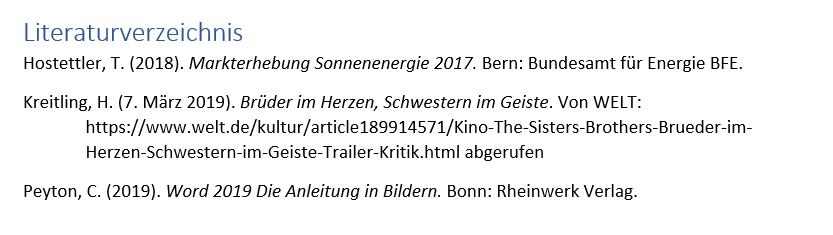 Literaturverzeichnis
Hostettler, T. (2018). Markterhebung Sonnenenergie 2017. Bern: Bundesamt für Energie BFE.
Kreitling, H. (7. März 2019). Brüder im Herzen, Schwestern im Geiste. Von WELT:
https://www.welt.de/kultur/article189914571/Kino-The-Sisters-Brothers-Brueder-im-
Herzen-Schwestern-im-Geiste-Trailer-Kritik.html abgerufen
Peyton, C. (2019). Word 2019 Die Anleitung in Bildern. Bonn: Rheinwerk Verlag.